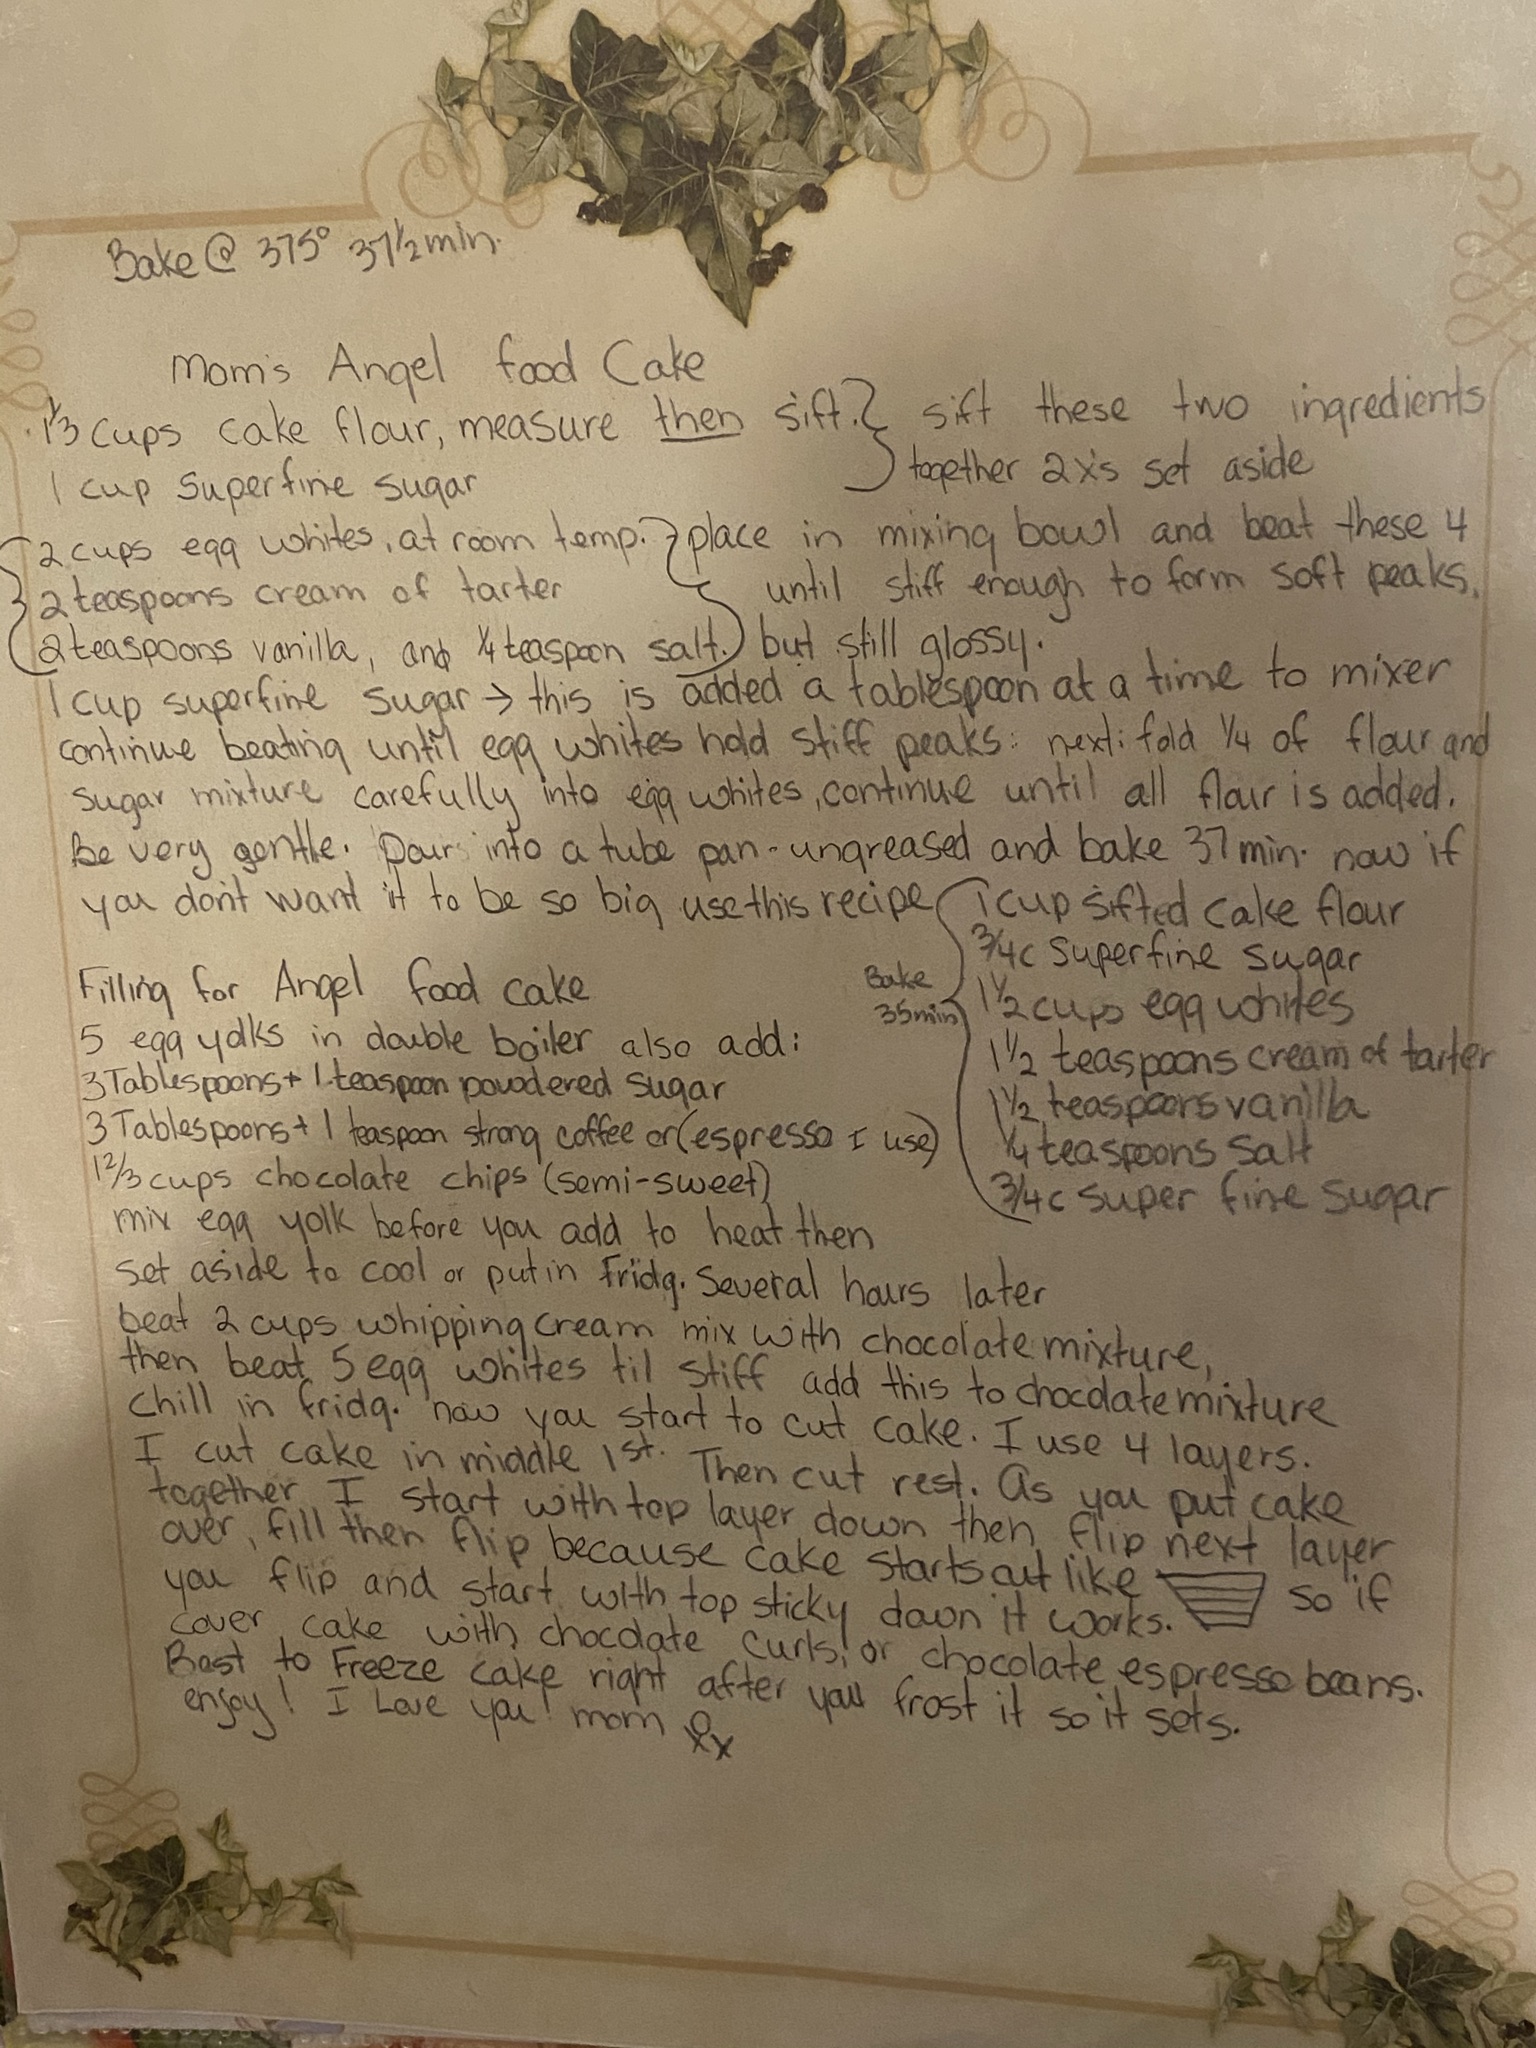 Bake @ 375° 37 1/2 min.
Mom's Angel food Cake
1 1/3 cups cake flour, measure then sift. } sift these two ingredients
1 cup superfine sugar } together 2x's set aside
2 cups egg whites, at room temp. } place in mixing bowl and beat these 4
2 teaspoons cream of tarter until stiff enough to form soft peaks,
2 teaspoons vanilla, and 1/4 teaspoon salt. } but still glossy.
1 cup superfine sugar → this is added a tablespoon at a time to mixer
continue beating until egg whites hold stiff peaks: next: fold 1/4 of flour and
sugar mixture carefully into egg whites, continue until all flour is added.
Be very gentle. Pour into a tube pan - ungreased and bake 37 min. now if
you don't want it to be so big use this recipe
1 cup sifted cake flour
3/4 c superfine sugar
Bake
35 min
1 1/2 cups egg whites
1 1/2 teaspoons cream of tarter
1 1/2 teaspoons vanilla
1/4 teaspoons salt
3/4 c super fine sugar
Filling for Angel food cake
5 egg yolks in double boiler also add:
3 Tablespoons + 1 teaspoon powdered sugar
3 Tablespoons + 1 teaspoon strong coffee or (espresso I use)
1 2/3 cups chocolate chips (semi-sweet)
mix egg yolk before you add to heat then
set aside to cool or put in Fridg. Several hours later
beat 2 cups whipping cream mix with chocolate mixture,
then beat 5 egg whites til stiff add this to chocolate mixture
chill in fridg. now you start to cut cake. I use 4 layers.
I cut cake in middle 1st. Then cut rest. As you put cake
together I start with top layer down then flip next layer
over, fill then flip because cake starts out like so if
you flip and start with top sticky down it works.
cover cake with chocolate curls, or chocolate espresso beans.
Best to Freeze cake right after you frost it so it sets.
enjoy! I Love you! mom